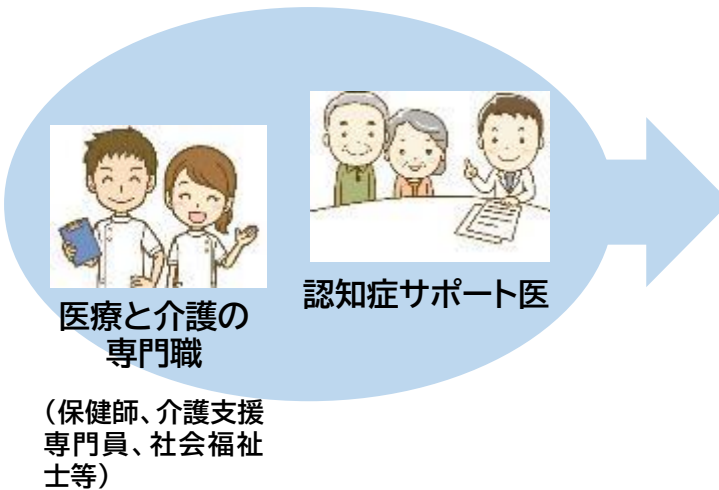 医療と介護の
専門職
(保健師、介護支援
専門員、社会福祉
士等)
認知症サポート医